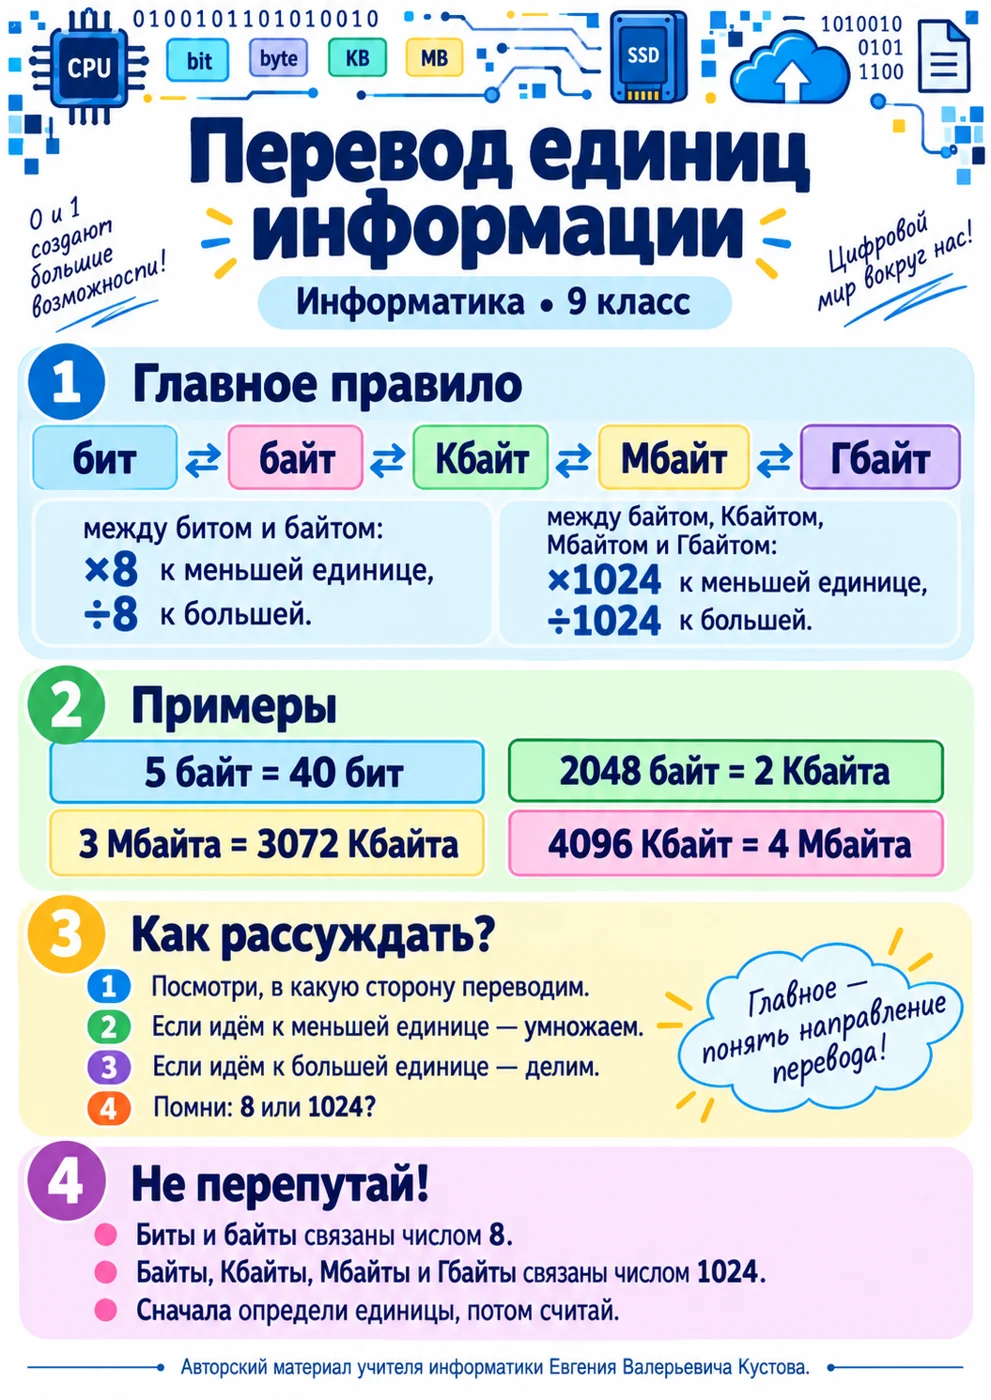 0100101101010010
CPU
bit
byte
KB
MB
SSD
1010010
0101
1100
Перевод единиц
информации
0 и 1
создают
большие
возможности!
Цифровой
мир вокруг нас!
Информатика • 9 класс
1
Главное правило
бит ⇄ байт ⇄ Кбайт ⇄ Мбайт ⇄ Гбайт
между битом и байтом:
×8 к меньшей единице,
÷8 к большей.
между байтом, Кбайтом,
Мбайтом и Гбайтом:
×1024 к меньшей единице,
÷1024 к большей.
2
Примеры
5 байт = 40 бит
2048 байт = 2 Кбайта
3 Мбайта = 3072 Кбайта
4096 Кбайт = 4 Мбайта
3
Как рассуждать?
1 Посмотри, в какую сторону переводим.
2 Если идём к меньшей единице — умножаем.
3 Если идём к большей единице — делим.
4 Помни: 8 или 1024?
Главное —
понять направление
перевода!
4
Не перепутай!
Биты и байты связаны числом 8.
Байты, Кбайты, Мбайты и Гбайты связаны числом 1024.
Сначала определи единицы, потом считай.
Авторский материал учителя информатики Евгения Валерьевича Кустова.